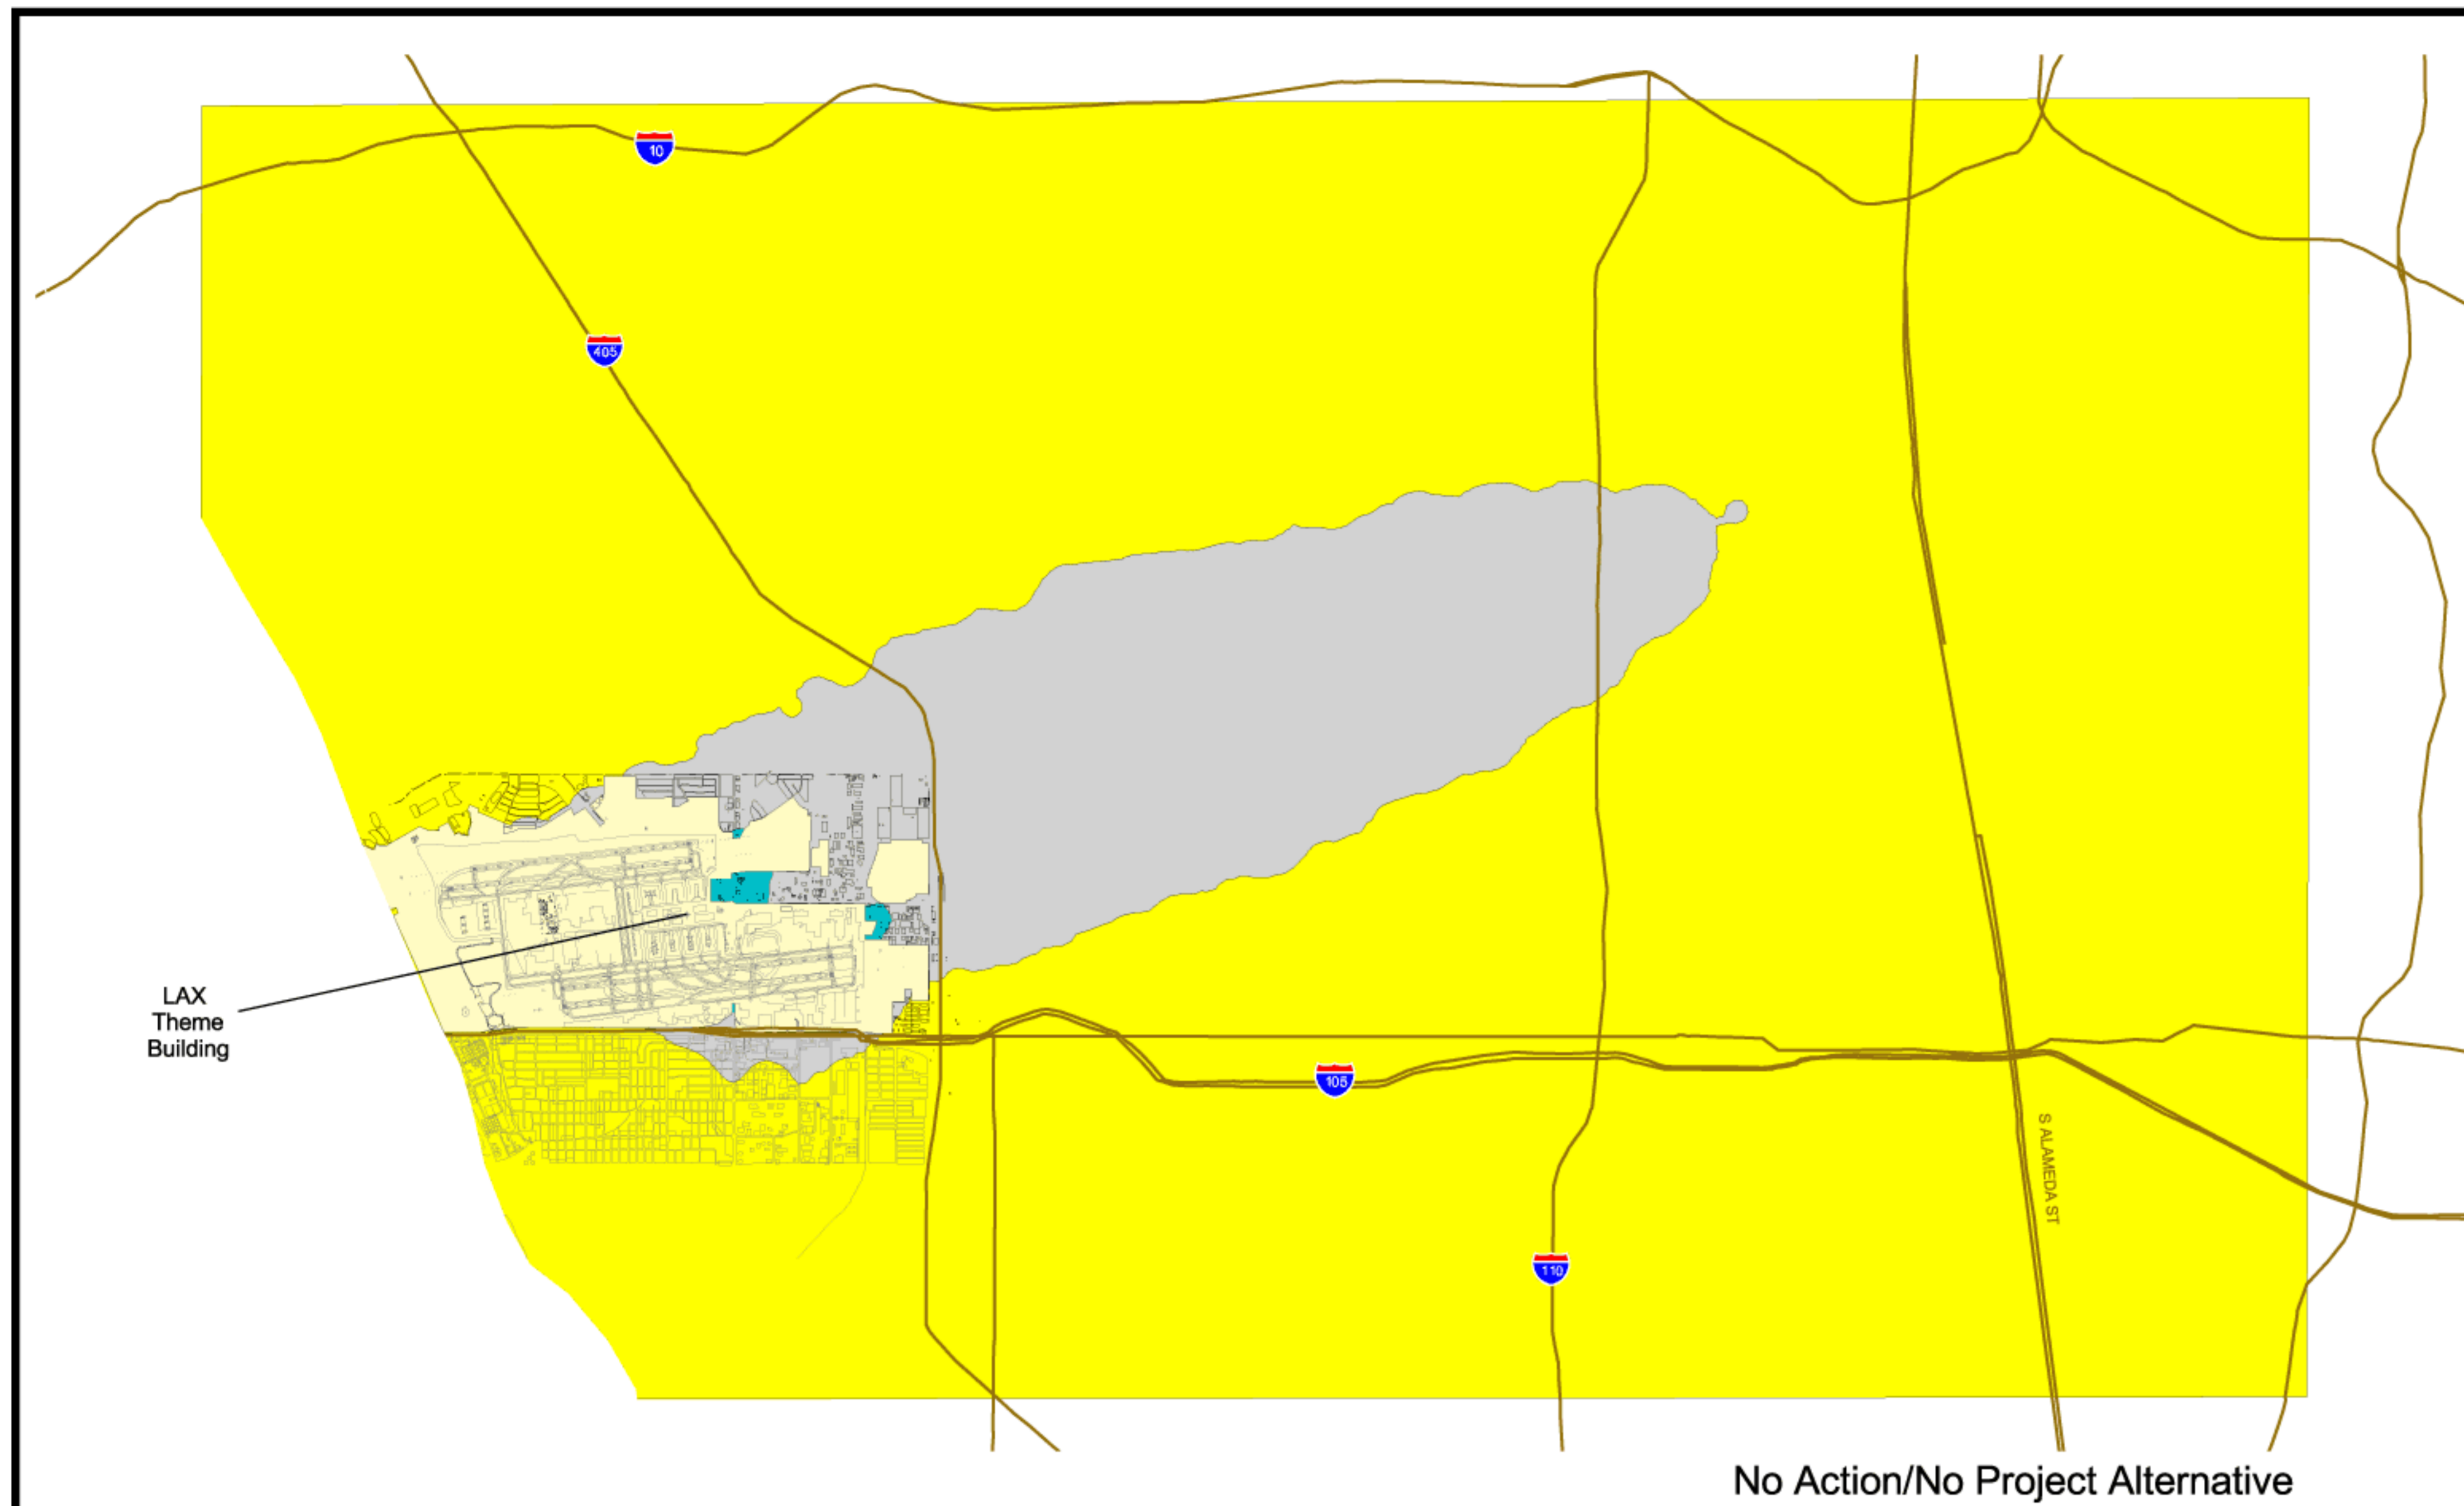 10
405
LAX
Theme
Building
105
S ALAMEDA ST
110
No Action/No Project Alternative